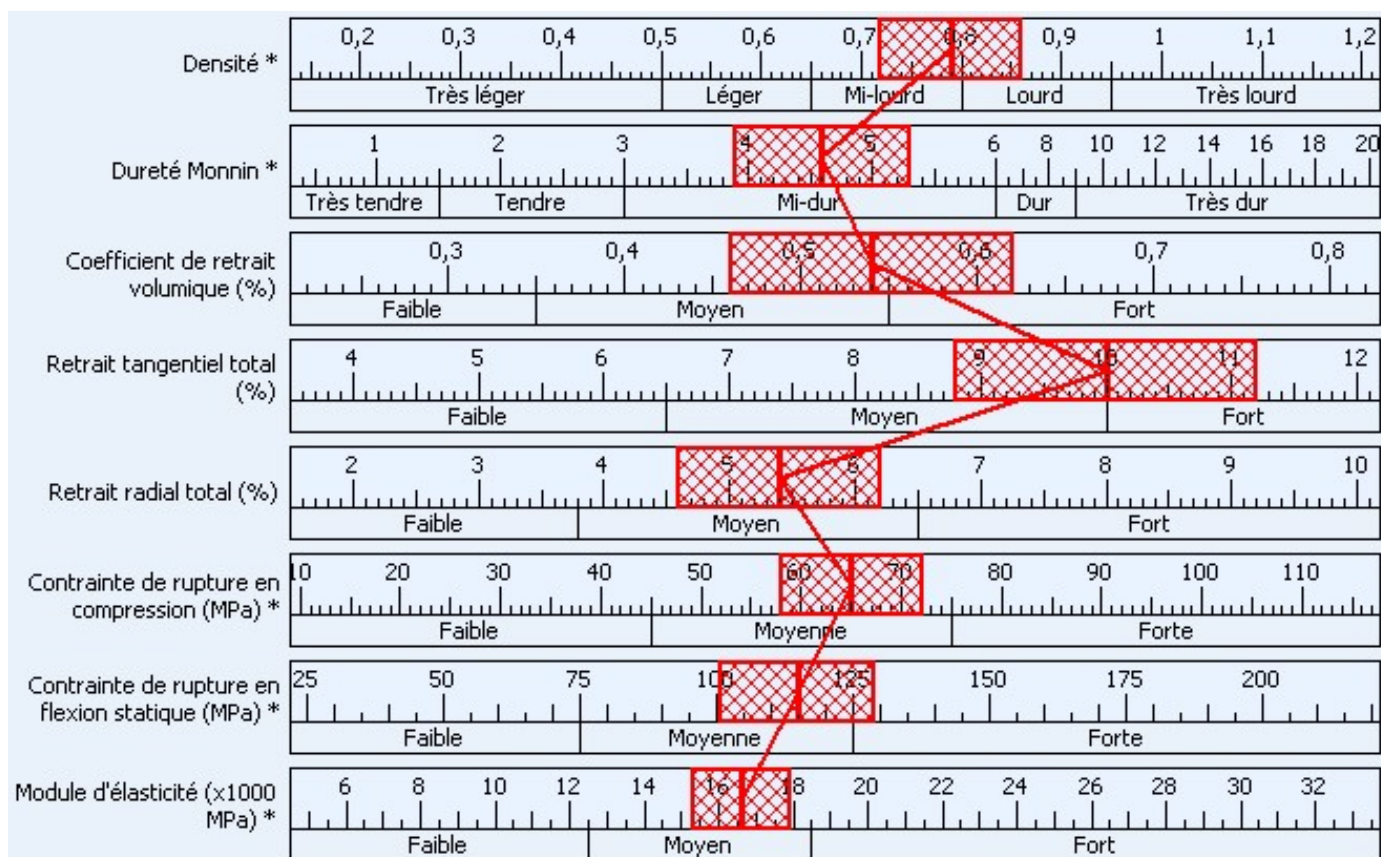 0,2 0,3 0,4 0,5 0,6 0,7 0,8 0,9 1 1,1 1,2
Densité *
Très léger Léger Mi-lourd Lourd Très lourd
1 2 3 4 5 6 8 10 12 14 16 18 20
Dureté Monnin *
Très tendre Tendre Mi-dur Dur Très dur
0,3 0,4 0,5 0,6 0,7 0,8
Coefficient de retrait
volumique (%)
Faible Moyen Fort
4 5 6 7 8 9 10 11 12
Retrait tangentiel total
(%)
Faible Moyen Fort
2 3 4 5 6 7 8 9 10
Retrait radial total (%)
Faible Moyen Fort
10 20 30 40 50 60 70 80 90 100 110
Contrainte de rupture en
compression (MPa) *
Faible Moyenne Forte
25 50 75 100 125 150 175 200
Contrainte de rupture en
flexion statique (MPa) *
Faible Moyenne Forte
6 8 10 12 14 16 18 20 22 24 26 28 30 32
Module d'élasticité (x1000
MPa) *
Faible Moyen Fort